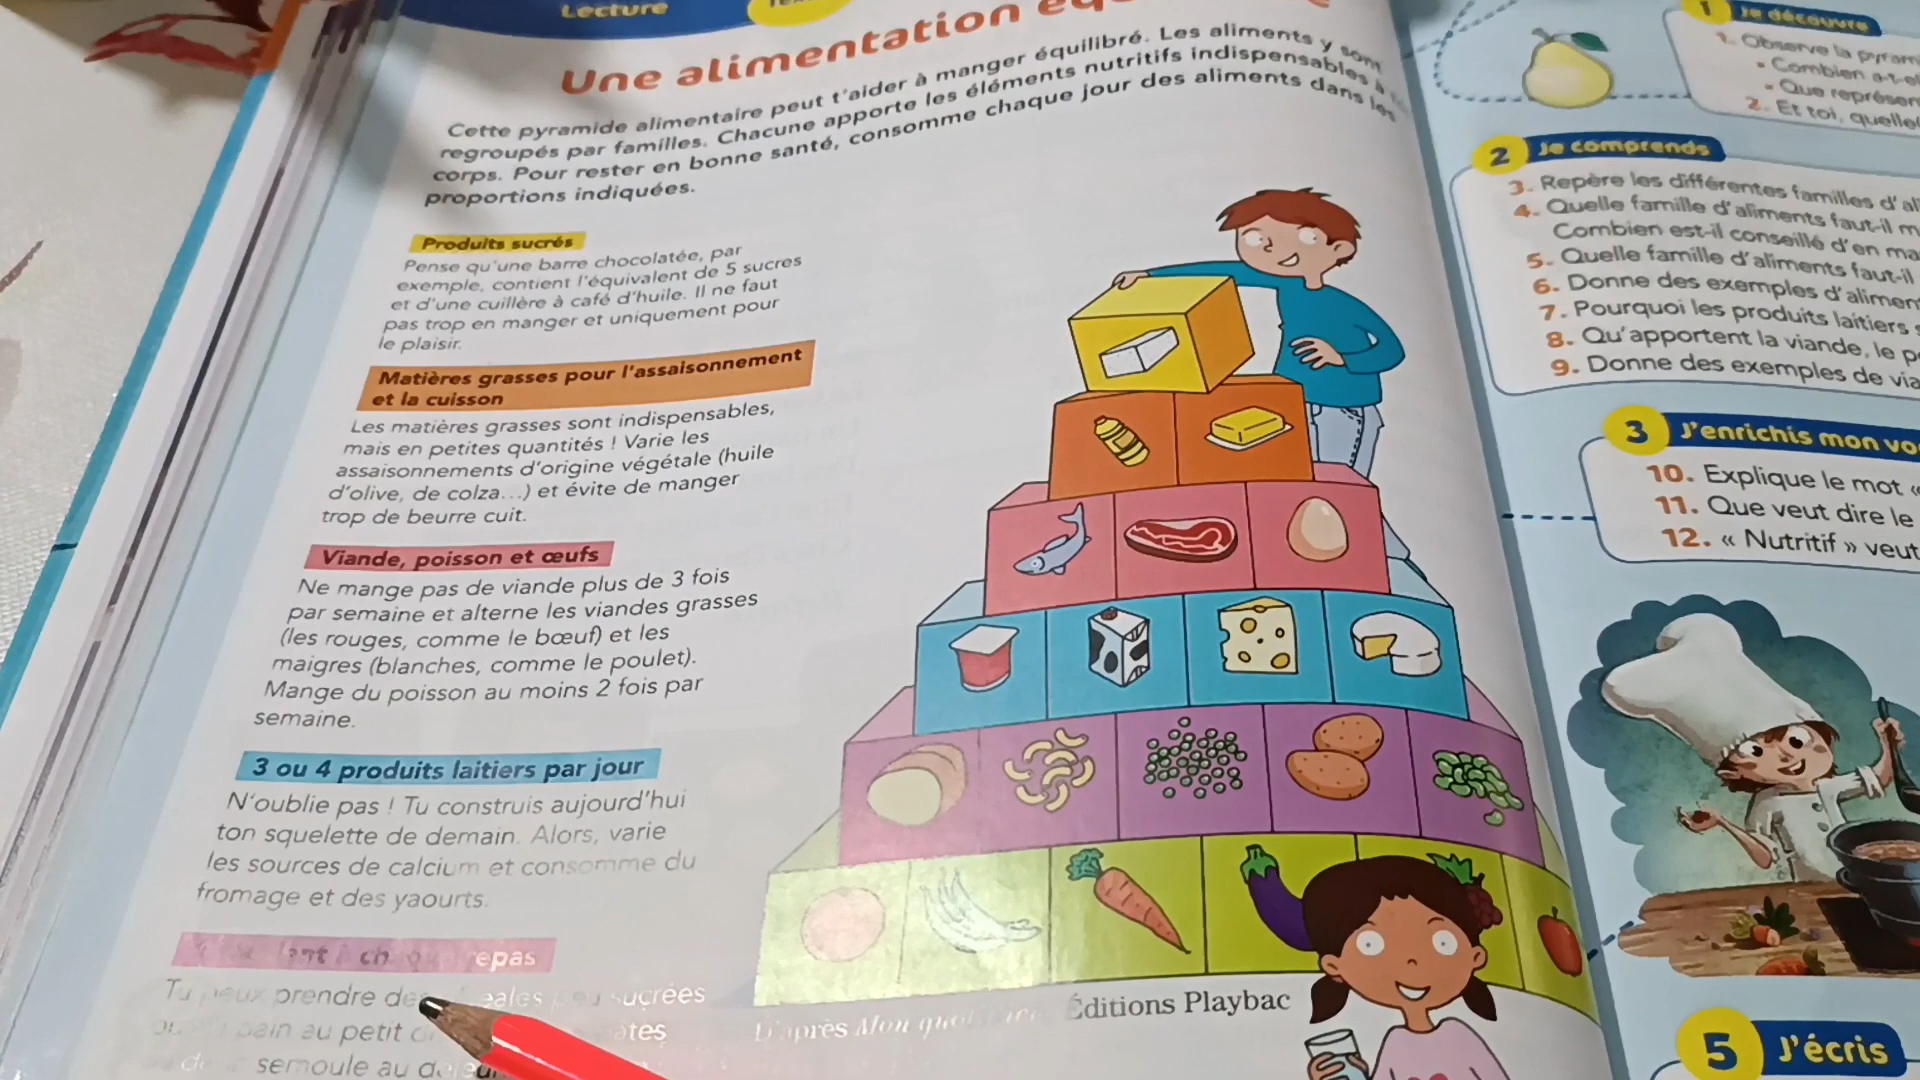 Lecture
Une alimentation
Cette pyramide alimentaire peut t'aider à manger équilibré. Les aliments y sont
regroupés par familles. Chacune apporte les éléments nutritifs indispensables à
corps. Pour rester en bonne santé, consomme chaque jour des aliments dans les
proportions indiquées.
Produits sucrés
Pense qu'une barre chocolatée, par
exemple, contient l'équivalent de 5 sucres
et d'une cuillère à café d'huile. Il ne faut
pas trop en manger et uniquement pour
le plaisir.
Matières grasses pour l'assaisonnement
et la cuisson
Les matières grasses sont indispensables,
mais en petites quantités ! Varie les
assaisonnements d'origine végétale (huile
d'olive, de colza...) et évite de manger
trop de beurre cuit.
Viande, poisson et œufs
Ne mange pas de viande plus de 3 fois
par semaine et alterne les viandes grasses
(les rouges, comme le bœuf) et les
maigres (blanches, comme le poulet).
Mange du poisson au moins 2 fois par
semaine.
3 ou 4 produits laitiers par jour
N'oublie pas ! Tu construis aujourd'hui
ton squelette de demain. Alors, varie
les sources de calcium et consomme du
fromage et des yaourts.
repas
Tu peux prendre des sucrées
pain au petit
semoule au
D'après Mon Éditions Playbac
1 Je découvre
1. Observe la
• Combien
• Que
2. Et toi,
2 Je comprends
3. Repère les différentes familles
4. Quelle famille d'aliments faut-il
Combien est-il conseillé d'en
5. Quelle famille d'aliments faut-il
6. Donne des exemples
7. Pourquoi les produits laitiers
8. Qu'apportent la viande, le
9. Donne des exemples de
3 J'enrichis mon
10. Explique le mot «
11. Que veut dire le
12. « Nutritif » veut
5 J'écris